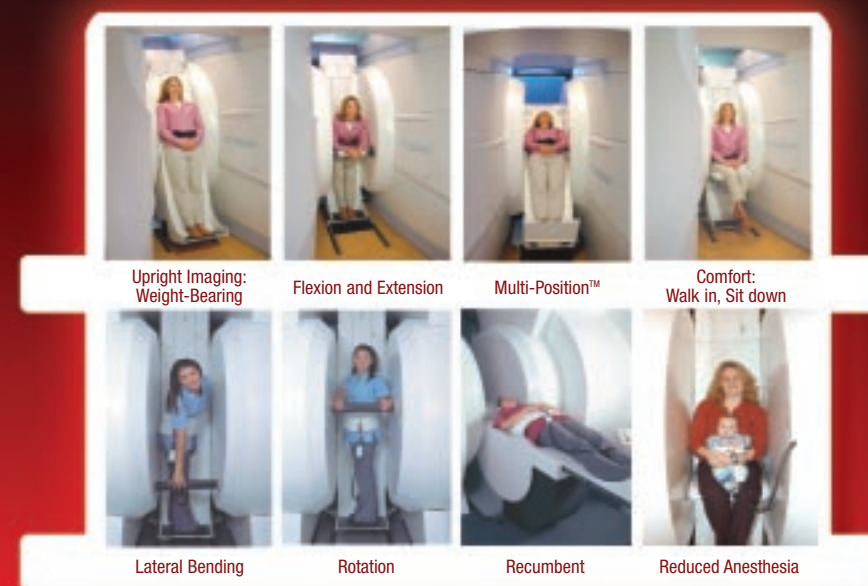 Upright Imaging:
Weight-Bearing
Flexion and Extension
Multi-Position™
Comfort:
Walk in, Sit down
Lateral Bending
Rotation
Recumbent
Reduced Anesthesia